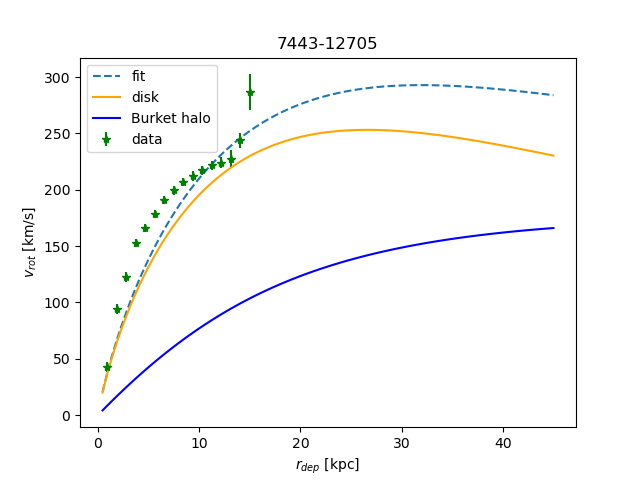 7443-12705
fit
disk
Burket halo
data
300
250
200
150
100
50
0
v_rot [km/s]
0 10 20 30 40
r_dep [kpc]